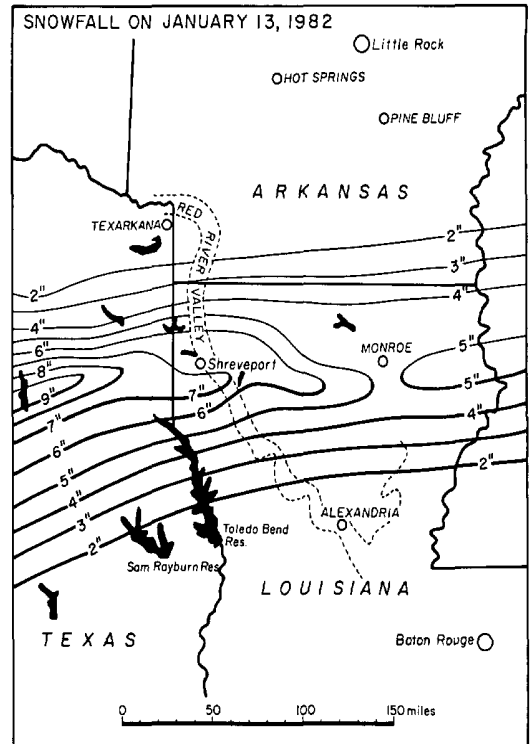 SNOWFALL ON JANUARY 13, 1982
Little Rock
HOT SPRINGS
PINE BLUFF
ARKANSAS
TEXARKANA
RED
RIVER
VALLEY
2"
3"
4"
2"
4"
6"
8"
9"
7"
6"
5"
4"
3"
2"
Shreveport
MONROE
5"
5"
7"
6"
4"
2"
ALEXANDRIA
Toledo Bend
Res.
Sam Rayburn Res.
LOUISIANA
TEXAS
Baton Rouge
0 50 100 150 miles